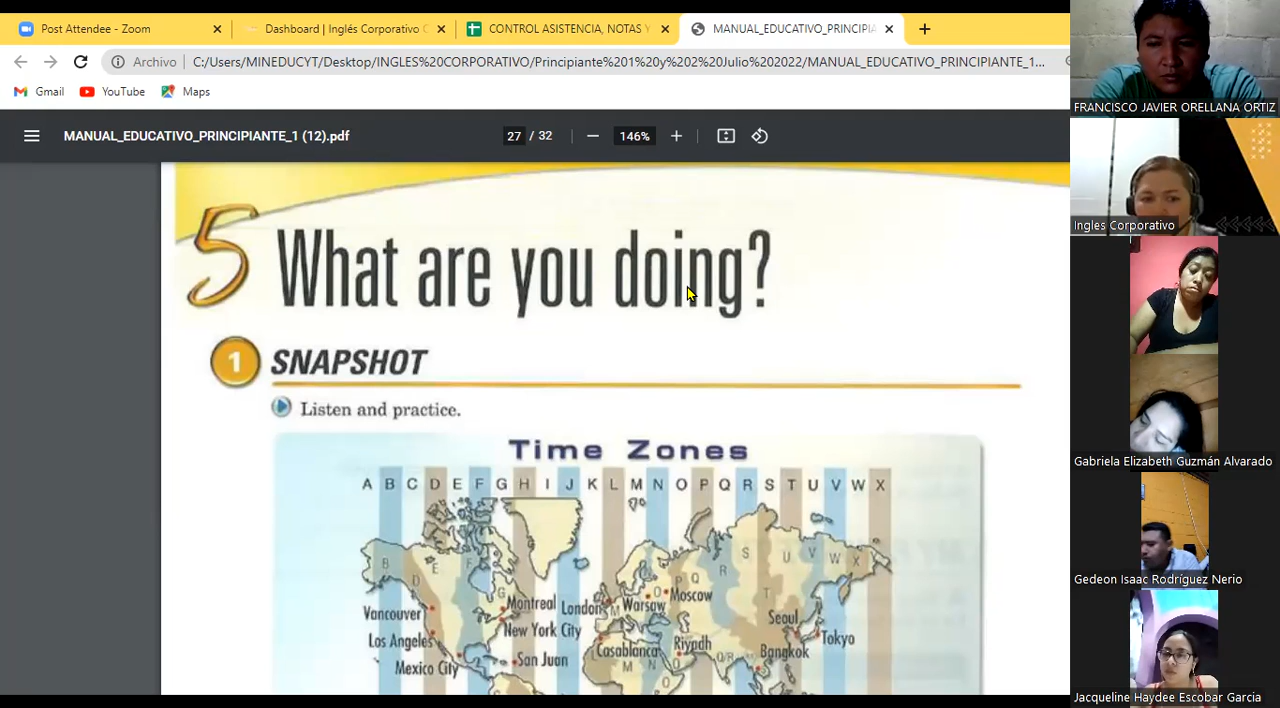 Post Attendee - Zoom
Dashboard | Inglés Corporativo
CONTROL ASISTENCIA, NOTAS Y
MANUAL_EDUCATIVO_PRINCIPIA
Archivo
C:/Users/MINEDUCYT/Desktop/INGLES%20CORPORATIVO/Principiante%201%20y%202%20Julio%202022/MANUAL_EDUCATIVO_PRINCIPIANTE_1...
Gmail
YouTube
Maps
MANUAL_EDUCATIVO_PRINCIPIANTE_1 (12).pdf
27 / 32
146%
5 What are you doing?
1 SNAPSHOT
Listen and practice.
Time Zones
A B C D E F G H I J K L M N O P Q R S T U V W X
B D E F G
M N O P Q R S T U V W X
Vancouver
Montreal
London
Warsaw
Moscow
Seoul
Los Angeles
New York City
Casablanca
Riyadh
Tokyo
Mexico City
San Juan
Bangkok
M N O Q/R
FRANCISCO JAVIER ORELLANA ORTIZ
Ingles Corporativo
Gabriela Elizabeth Guzmán Alvarado
Gedeon Isaac Rodríguez Nerio
Jacqueline Haydee Escobar Garcia